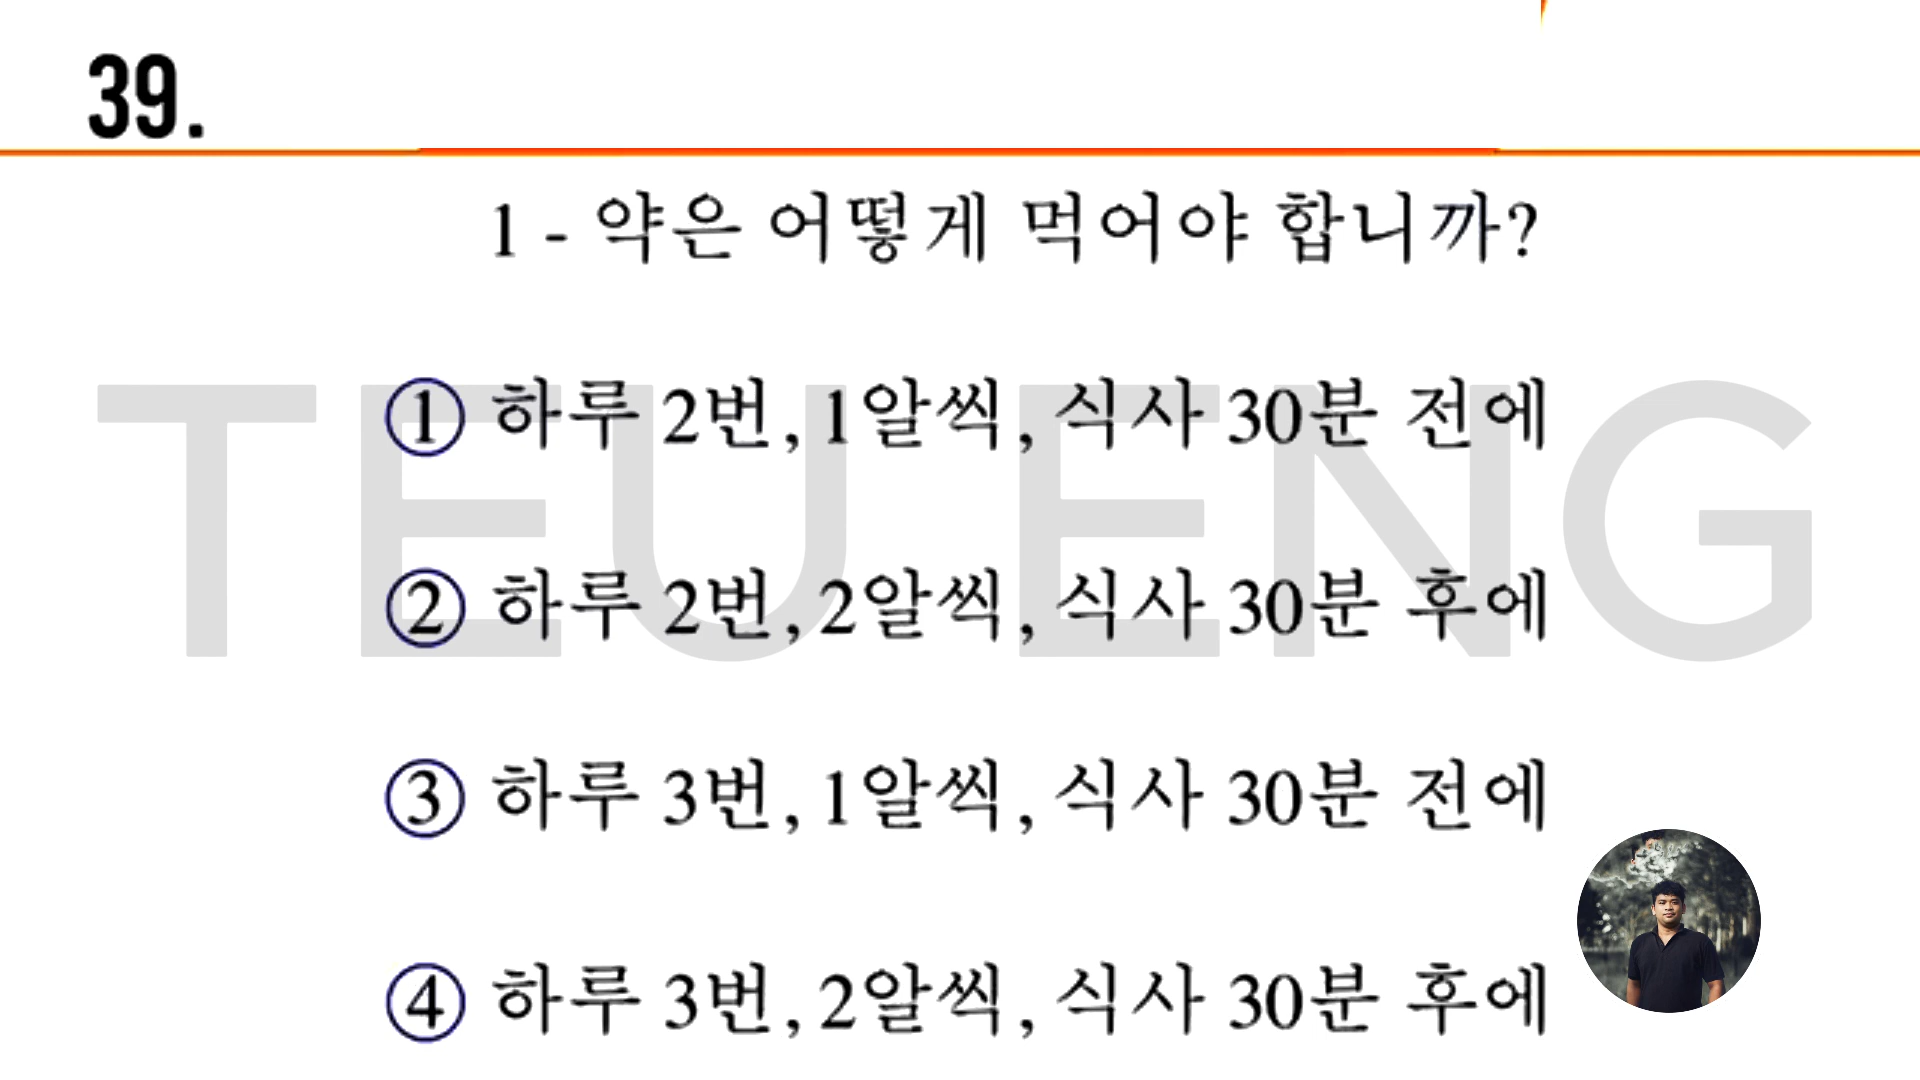 39.
1 - 약은 어떻게 먹어야 합니까?
① 하루 2번, 1알씩, 식사 30분 전에
TEU ENG
② 하루 2번, 2알씩, 식사 30분 후에
③ 하루 3번, 1알씩, 식사 30분 전에
④ 하루 3번, 2알씩, 식사 30분 후에